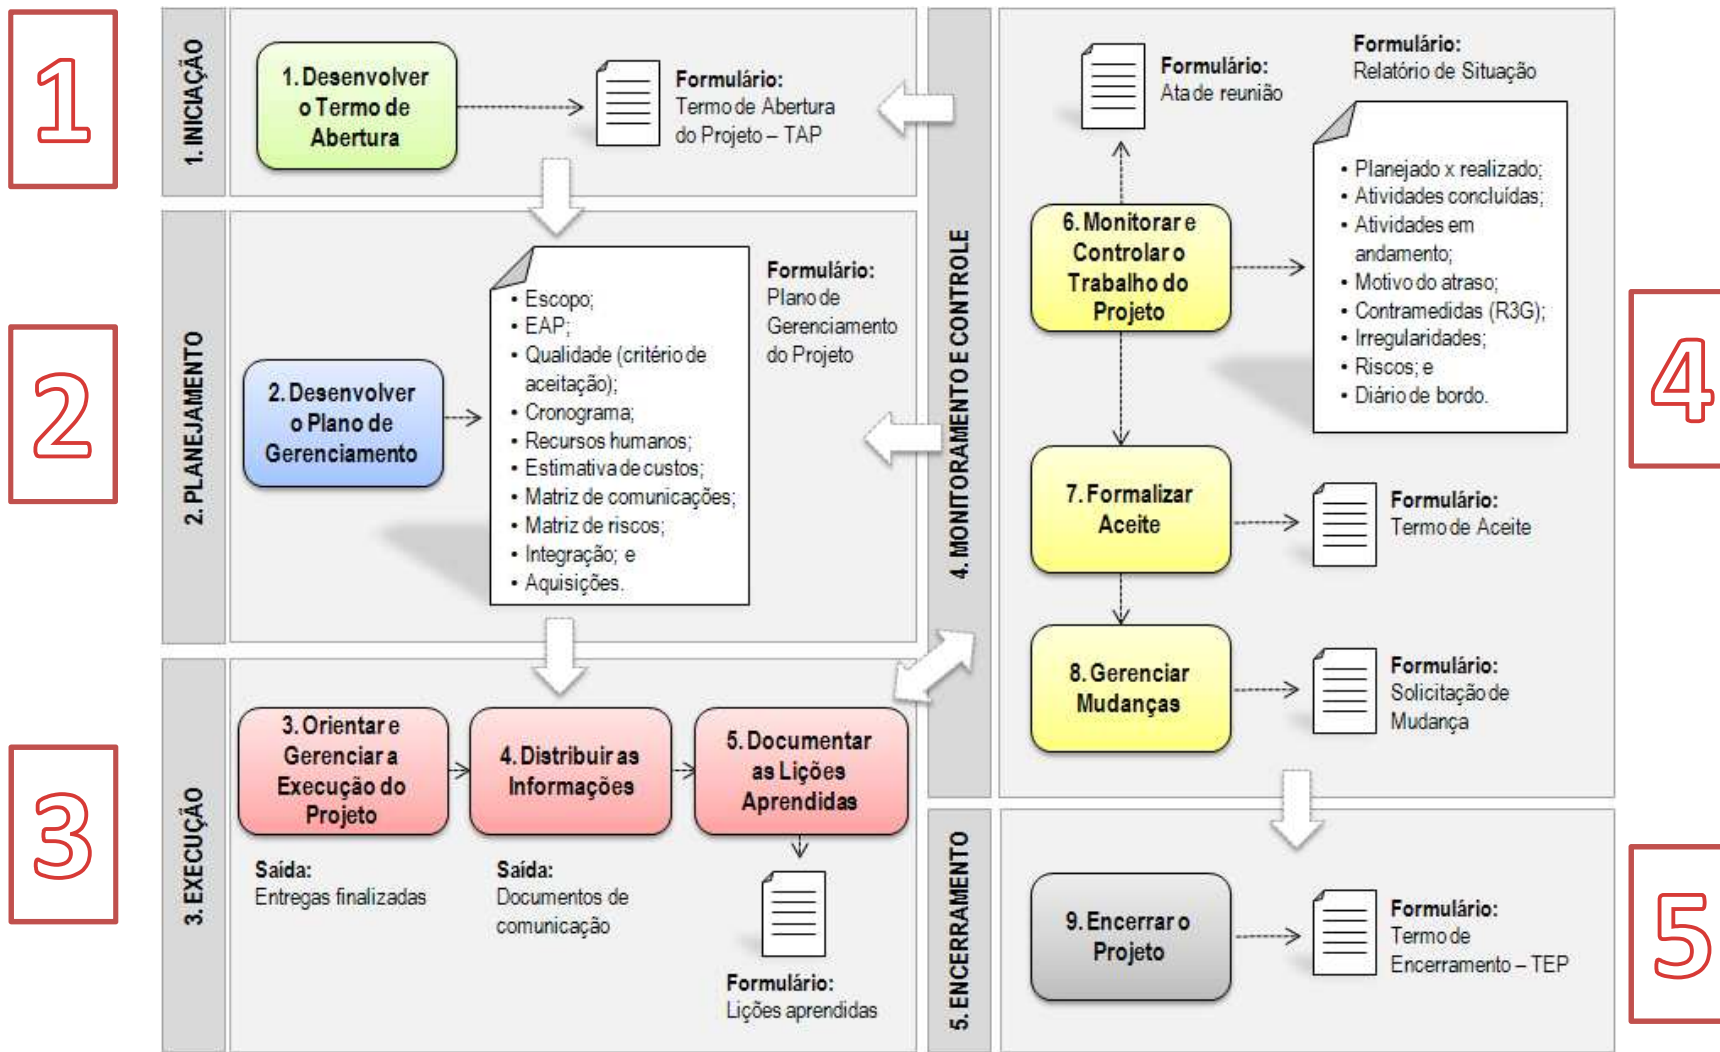 1
1. INICIAÇÃO
1. Desenvolver
o Termo de
Abertura
Formulário:
Termo de Abertura
do Projeto – TAP
2
2. PLANEJAMENTO
2. Desenvolver
o Plano de
Gerenciamento
• Escopo;
• EAP;
• Qualidade (critério de
aceitação);
• Cronograma;
• Recursos humanos;
• Estimativa de custos;
• Matriz de comunicações;
• Matriz de riscos;
• Integração; e
• Aquisições.
Formulário:
Plano de
Gerenciamento
do Projeto
3
3. EXECUÇÃO
3. Orientar e
Gerenciar a
Execução do
Projeto
Saída:
Entregas finalizadas
4. Distribuir as
Informações
Saída:
Documentos de
comunicação
5. Documentar
as Lições
Aprendidas
Formulário:
Lições aprendidas
4. MONITORAMENTO E CONTROLE
Formulário:
Ata de reunião
Formulário:
Relatório de Situação
6. Monitorar e
Controlar o
Trabalho do
Projeto
• Planejado x realizado;
• Atividades concluídas;
• Atividades em
andamento;
• Motivo do atraso;
• Contramedidas (R3G);
• Irregularidades;
• Riscos; e
• Diário de bordo.
4
7. Formalizar
Aceite
Formulário:
Termo de Aceite
8. Gerenciar
Mudanças
Formulário:
Solicitação de
Mudança
5. ENCERRAMENTO
9. Encerrar o
Projeto
Formulário:
Termo de
Encerramento – TEP
5